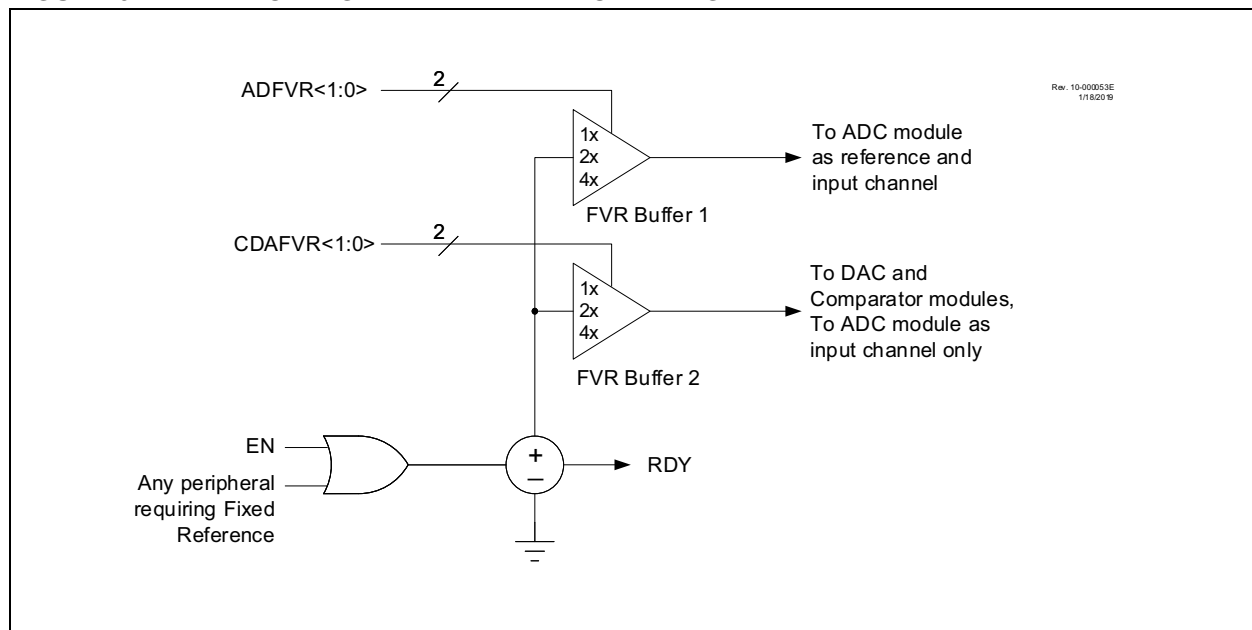 ADFVR<1:0>
2
Rev. 10-000053E
1/18/2019
1x
2x
4x
To ADC module
as reference and
input channel
FVR Buffer 1
CDAFVR<1:0>
2
1x
2x
4x
To DAC and
Comparator modules,
To ADC module as
input channel only
FVR Buffer 2
EN
+
−
RDY
Any peripheral
requiring Fixed
Reference